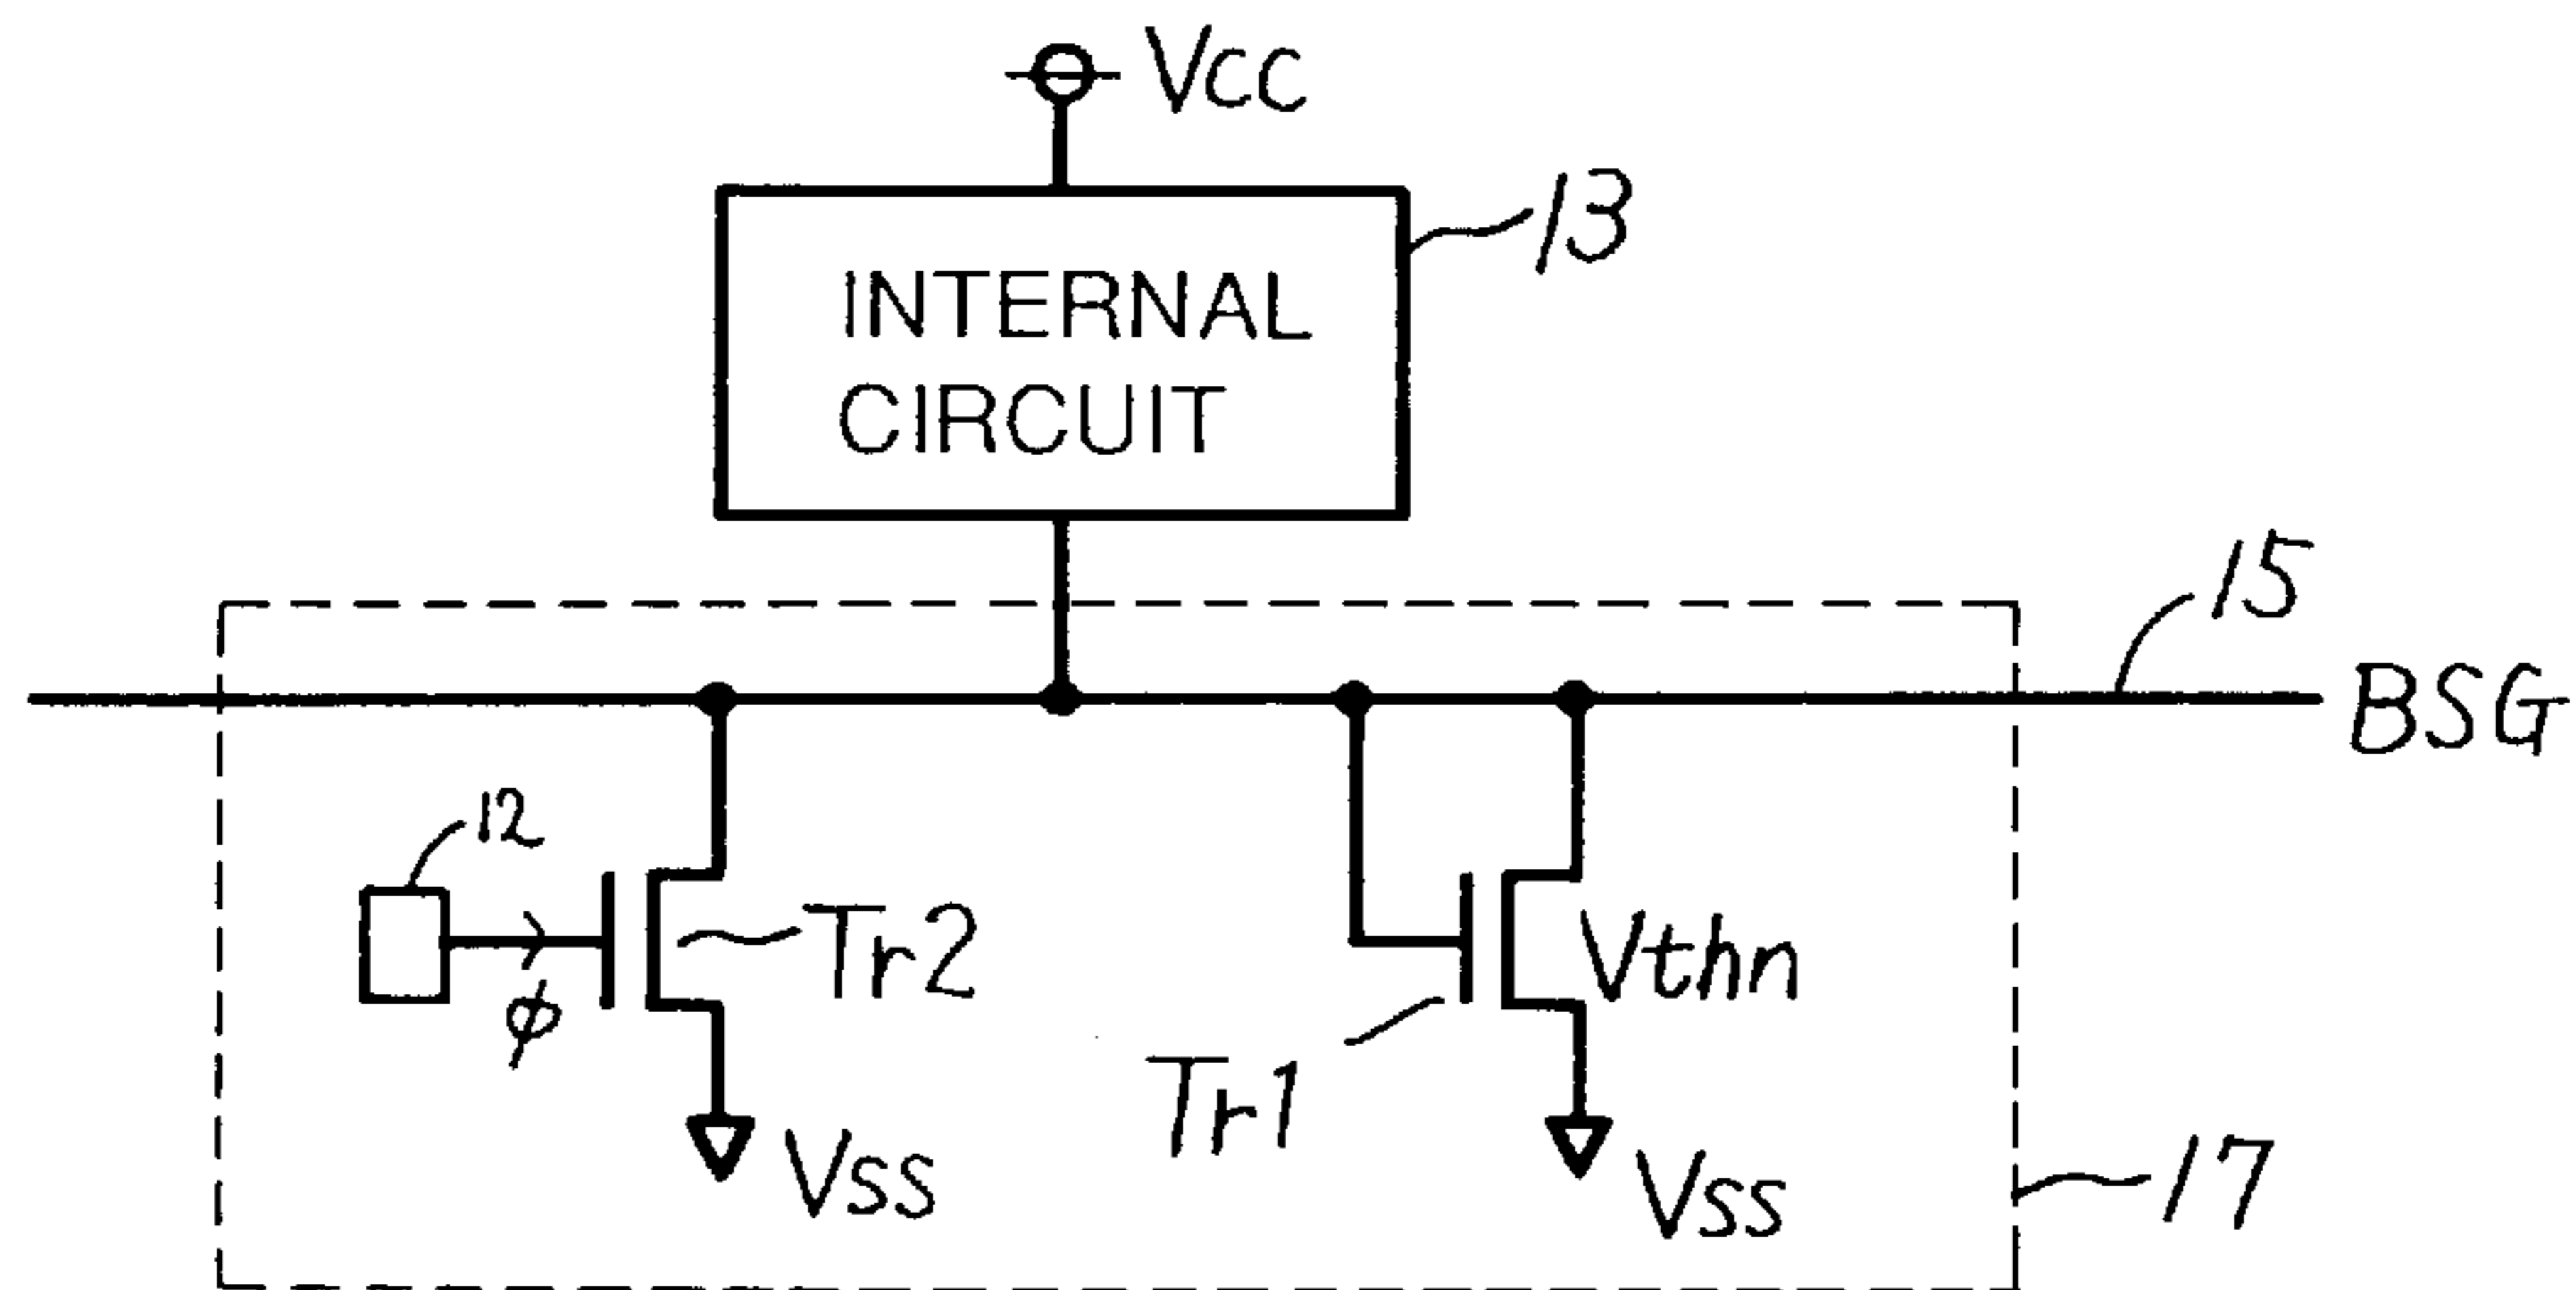 Vcc
13
INTERNAL
CIRCUIT
15
BSG
12
Tr2
Vthn
φ
Tr1
Vss
Vss
17